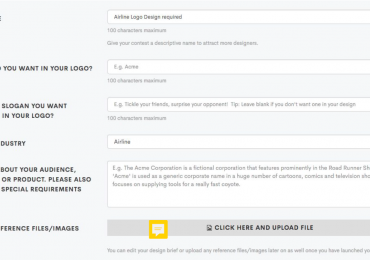 E
Airline Logo Design required
100 characters maximum
Give your contest a descriptive name to attract more designers.
O YOU WANT IN YOUR LOGO?
E.g. Acme
100 characters maximum
SLOGAN YOU WANT
IN YOUR LOGO?
E.g. Tickle your friends, surprise your opponent! Tip: Leave blank if you don't want one in your design
100 characters maximum
DUSTRY
Airline
BOUT YOUR AUDIENCE,
OR PRODUCT. PLEASE ALSO
SPECIAL REQUIREMENTS
E.g. The Acme Corporation is a fictional corporation that features prominently in the Road Runner Sh
'Acme' is used as a generic corporate name in a huge number of cartoons, comics and television sho
focuses on supplying tools for a really fast coyote.
FERENCE FILES/IMAGES
CLICK HERE AND UPLOAD FILE
You can edit your design brief or upload any reference files/images later on as well once you have launched yo